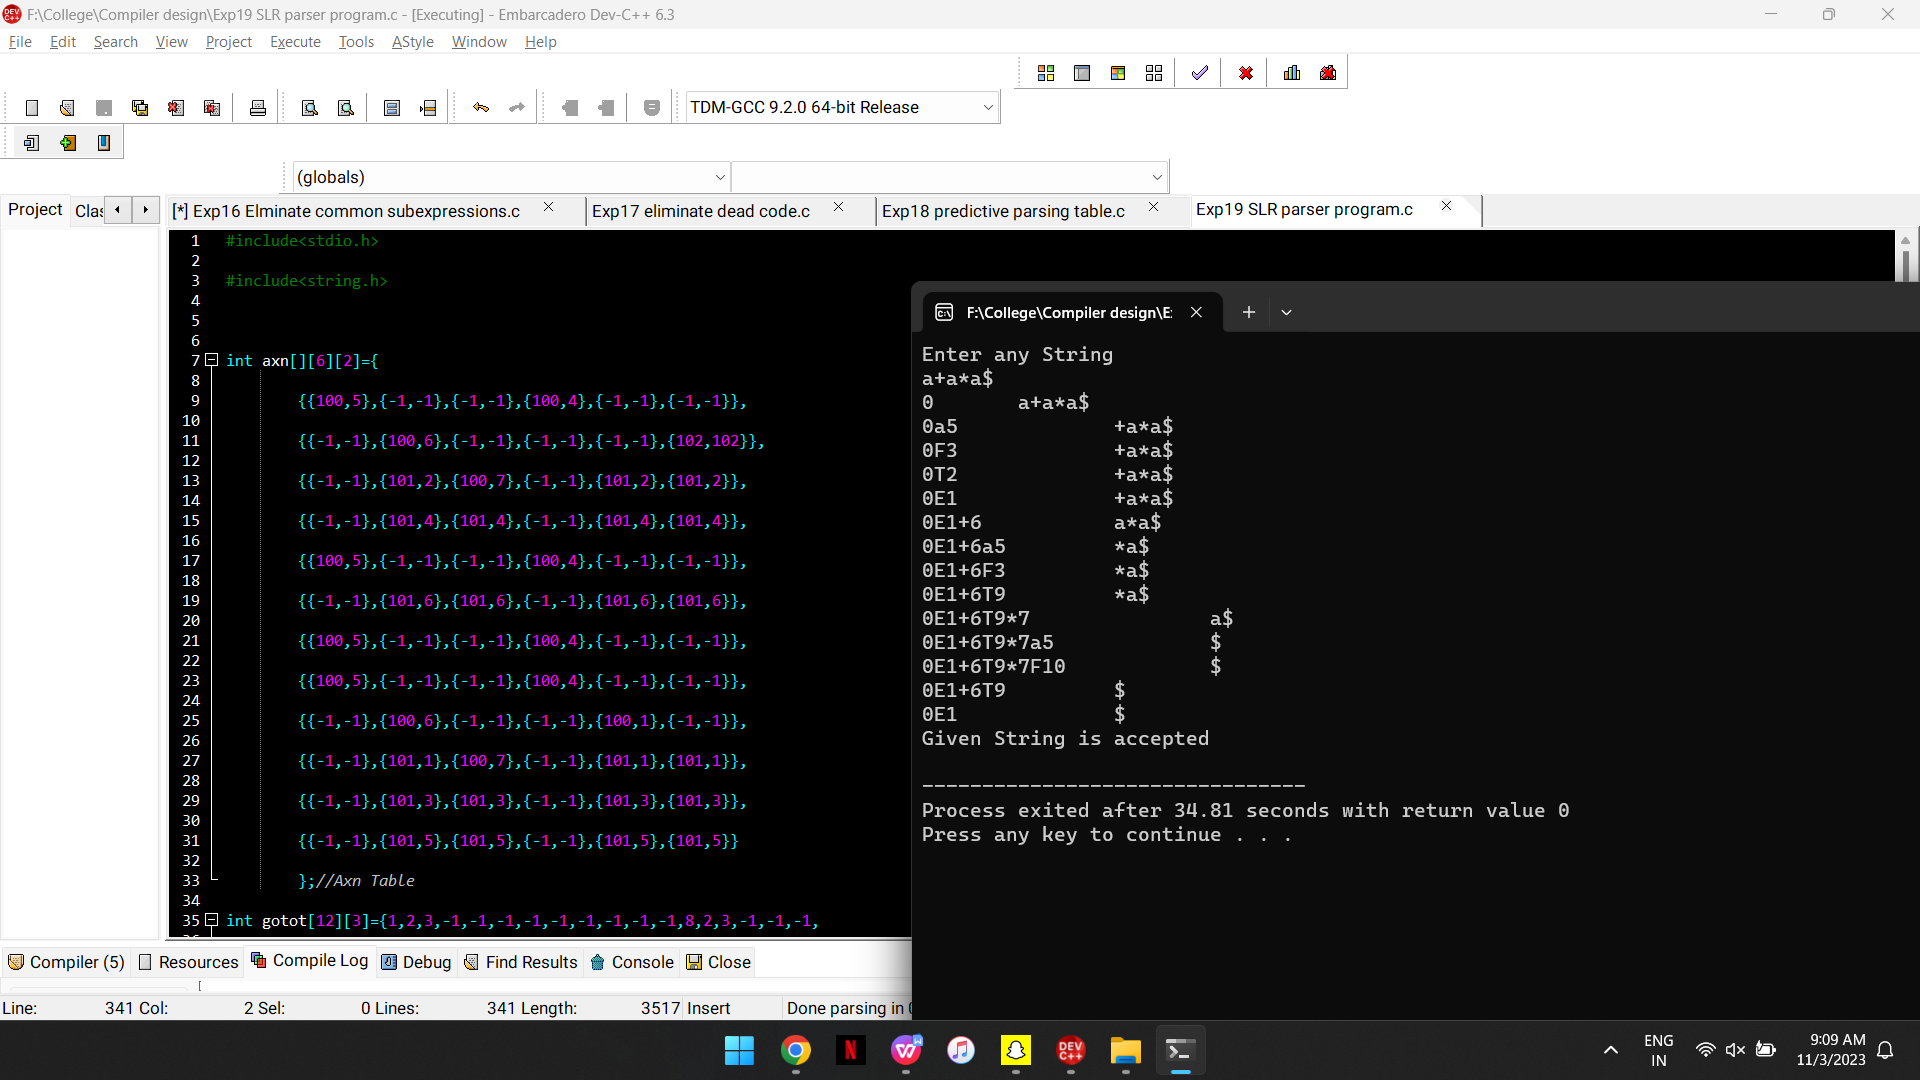 F:\College\Compiler design\Exp19 SLR parser program.c - [Executing] - Embarcadero Dev-C++ 6.3
File Edit Search View Project Execute Tools AStyle Window Help
TDM-GCC 9.2.0 64-bit Release
(globals)
Project Clas [*] Exp16 Elminate common subexpressions.c Exp17 eliminate dead code.c Exp18 predictive parsing table.c Exp19 SLR parser program.c
1 #include<stdio.h>
2
3 #include<string.h>
4
5
6
7 int axn[][6][2]={
8
9 {{100,5},{-1,-1},{-1,-1},{100,4},{-1,-1},{-1,-1}},
10
11 {{-1,-1},{100,6},{-1,-1},{-1,-1},{-1,-1},{102,102}},
12
13 {{-1,-1},{101,2},{100,7},{-1,-1},{101,2},{101,2}},
14
15 {{-1,-1},{101,4},{101,4},{-1,-1},{101,4},{101,4}},
16
17 {{100,5},{-1,-1},{-1,-1},{100,4},{-1,-1},{-1,-1}},
18
19 {{-1,-1},{101,6},{101,6},{-1,-1},{101,6},{101,6}},
20
21 {{100,5},{-1,-1},{-1,-1},{100,4},{-1,-1},{-1,-1}},
22
23 {{100,5},{-1,-1},{-1,-1},{100,4},{-1,-1},{-1,-1}},
24
25 {{-1,-1},{100,6},{-1,-1},{-1,-1},{100,1},{-1,-1}},
26
27 {{-1,-1},{101,1},{100,7},{-1,-1},{101,1},{101,1}},
28
29 {{-1,-1},{101,3},{101,3},{-1,-1},{101,3},{101,3}},
30
31 {{-1,-1},{101,5},{101,5},{-1,-1},{101,5},{101,5}}
32
33 };//Axn Table
34
35 int gotot[12][3]={1,2,3,-1,-1,-1,-1,-1,-1,-1,-1,-1,8,2,3,-1,-1,-1,
F:\College\Compiler design\E
Enter any String
a+a*a$
0 a+a*a$
0a5 +a*a$
0F3 +a*a$
0T2 +a*a$
0E1 +a*a$
0E1+6 a*a$
0E1+6a5 *a$
0E1+6F3 *a$
0E1+6T9 *a$
0E1+6T9*7 a$
0E1+6T9*7a5 $
0E1+6T9*7F10 $
0E1+6T9 $
0E1 $
Given String is accepted
--------------------------------
Process exited after 34.81 seconds with return value 0
Press any key to continue . . .
Compiler (5) Resources Compile Log Debug Find Results Console Close
Line: 341 Col: 2 Sel: 0 Lines: 341 Length: 3517 Insert Done parsing in
ENG
IN
9:09 AM
11/3/2023